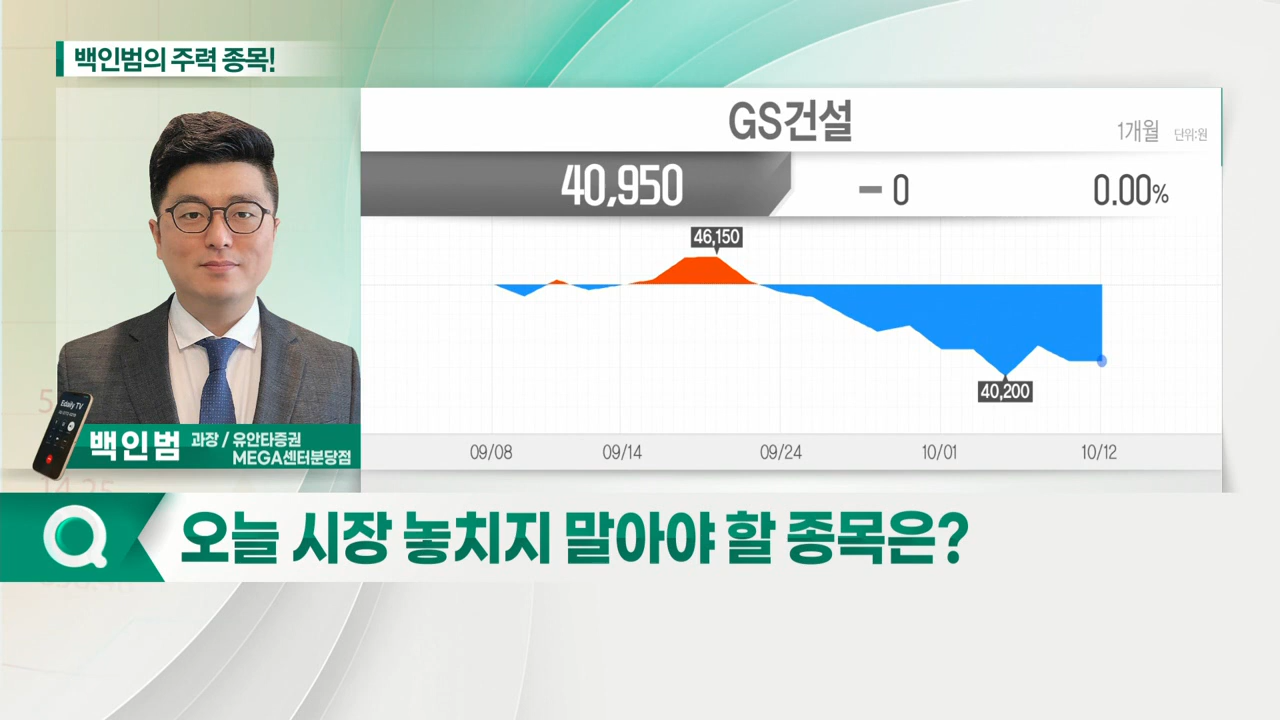 백인범의 주력 종목!
GS건설
1개월 단위:원
40,950 0 0.00%
46,150
40,200
09/08 09/14 09/24 10/01 10/12
Edaily TV
백인범 과장 / 유안타증권
MEGA센터분당점
Q 오늘 시장 놓치지 말아야 할 종목은?